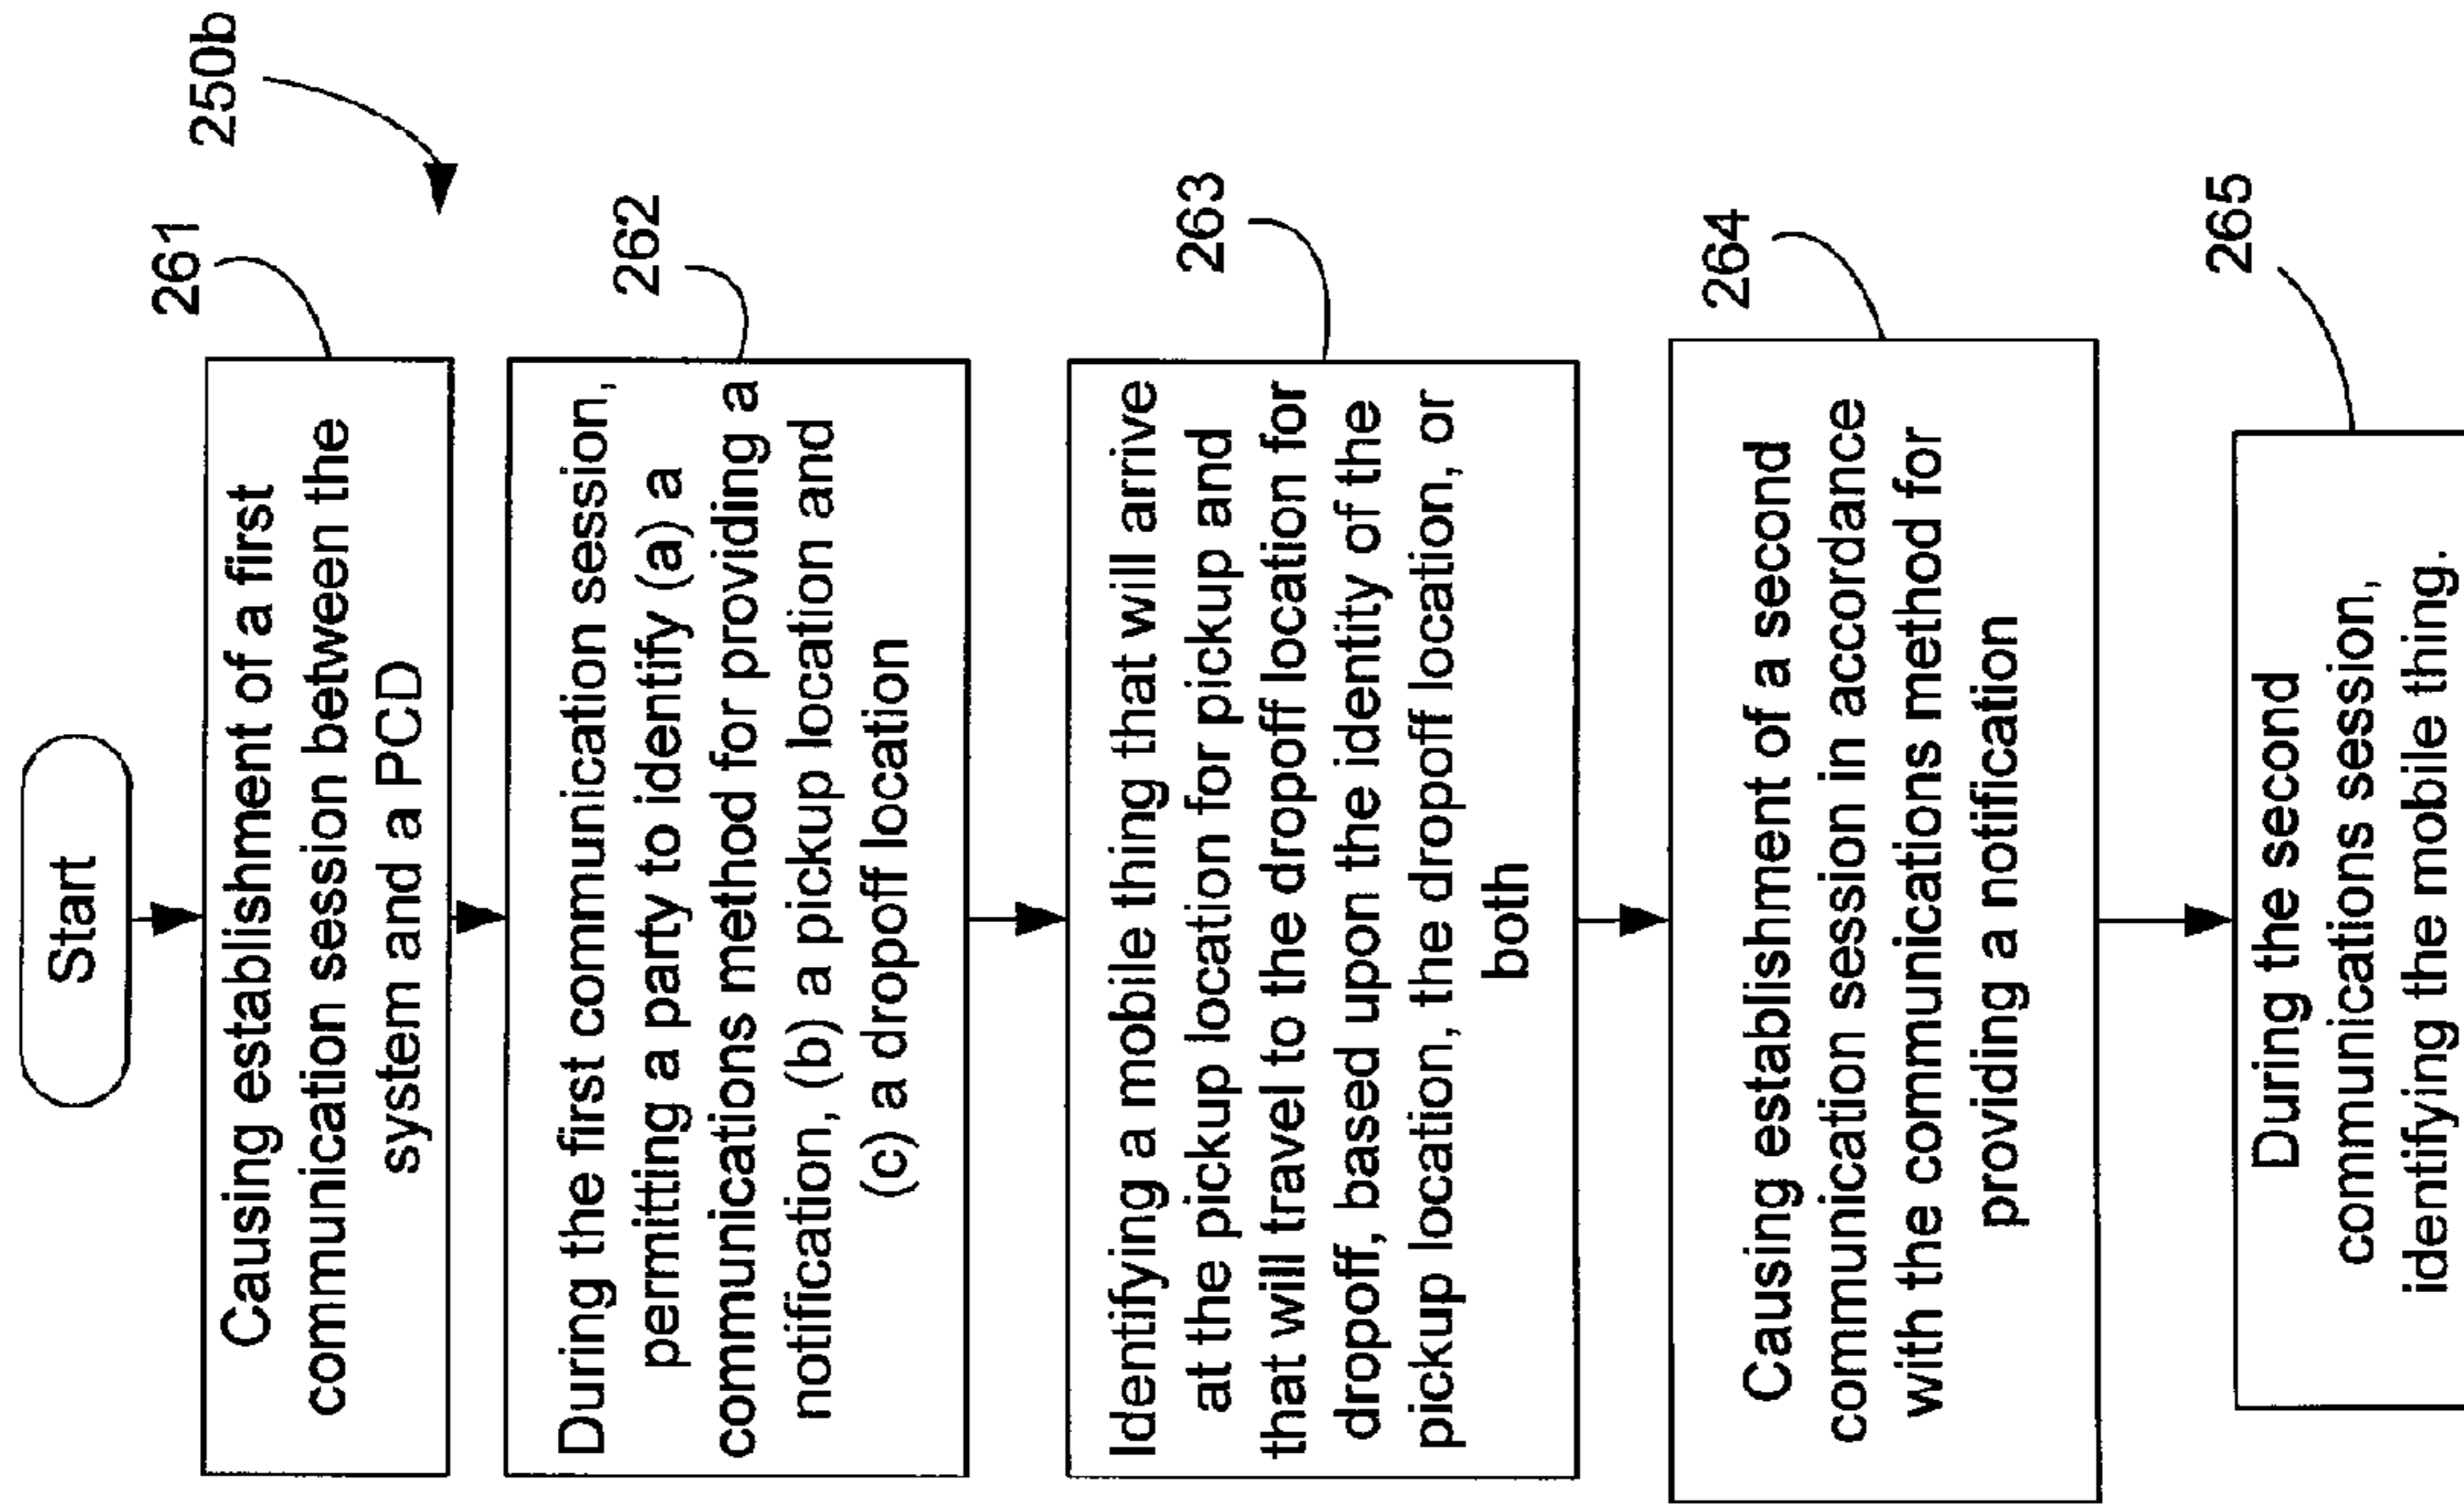 250b
Start
261
Causing establishment of a first
communication session between the
system and a PCD
262
During the first communication session,
permitting a party to identify (a) a
communications method for providing a
notification, (b) a pickup location and
(c) a dropoff location
263
Identifying a mobile thing that will arrive
at the pickup location for pickup and
that will travel to the dropoff location for
dropoff, based upon the identity of the
pickup location, the dropoff location, or
both
264
Causing establishment of a second
communication session in accordance
with the communications method for
providing a notification
265
During the second
communications session,
identifying the mobile thing.